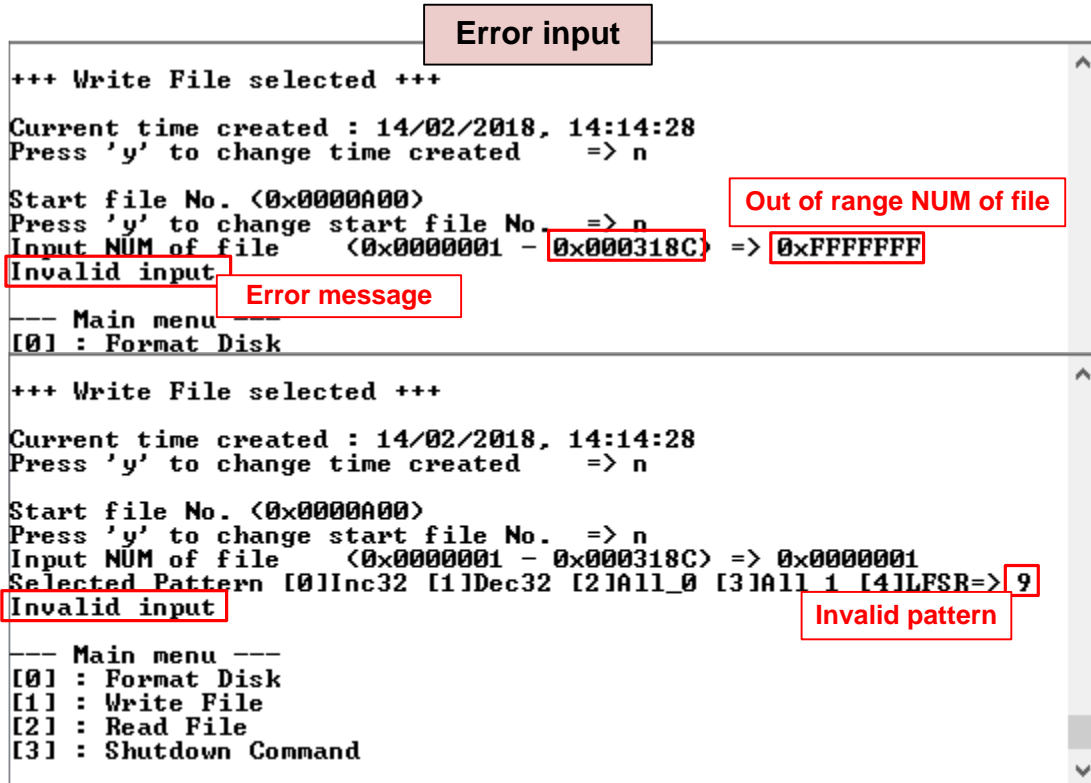 Error input
+++ Write File selected +++
Current time created : 14/02/2018, 14:14:28
Press 'y' to change time created => n
Start file No. (0x0000A00)
Out of range NUM of file
Press 'y' to change start file No. => n
Input NUM of file (0x0000001 - 0x000318C) => 0xFFFFFFF
Invalid input
Error message
--- Main menu ---
[0] : Format Disk
+++ Write File selected +++
Current time created : 14/02/2018, 14:14:28
Press 'y' to change time created => n
Start file No. (0x0000A00)
Press 'y' to change start file No. => n
Input NUM of file (0x0000001 - 0x000318C) => 0x0000001
Selected Pattern [0]Inc32 [1]Dec32 [2]All_0 [3]All_1 [4]LFSR=> 9
Invalid input
Invalid pattern
--- Main menu ---
[0] : Format Disk
[1] : Write File
[2] : Read File
[3] : Shutdown Command